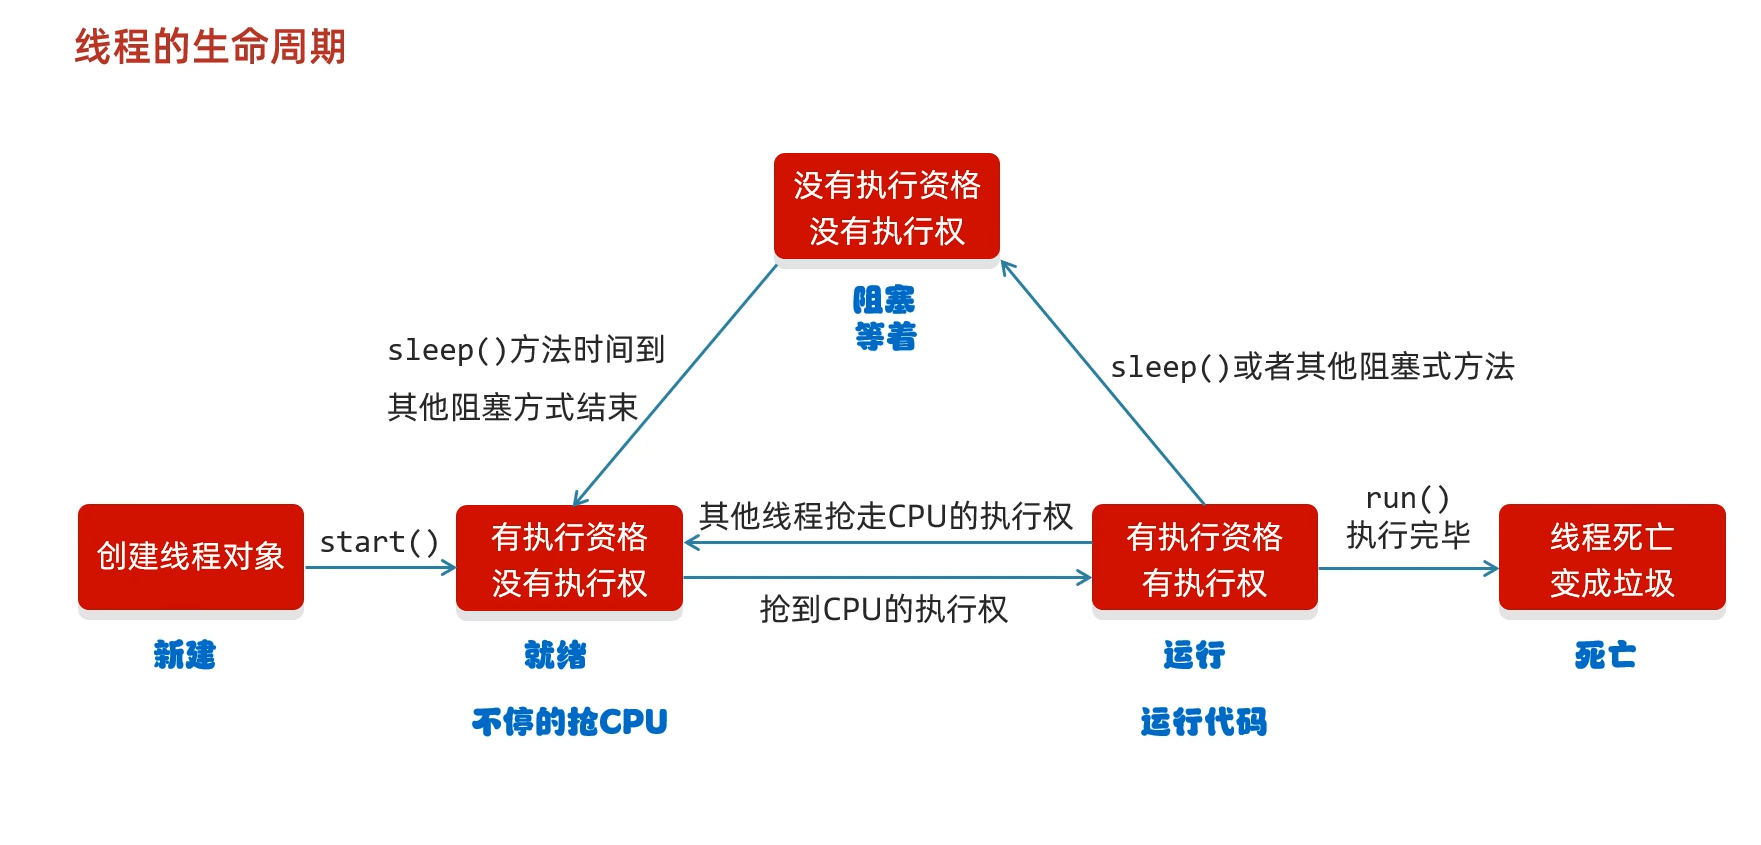 线程的生命周期
没有执行资格
没有执行权
阻塞
等着
sleep()方法时间到
其他阻塞方式结束
sleep()或者其他阻塞式方法
创建线程对象
新建
start()
有执行资格
没有执行权
就绪
不停的抢CPU
其他线程抢走CPU的执行权
抢到CPU的执行权
有执行资格
有执行权
运行
运行代码
run()
执行完毕
线程死亡
变成垃圾
死亡